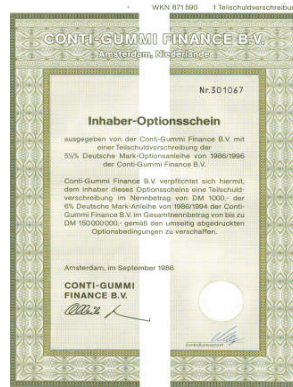 WKN 871590 1 Teilschuldverschreibung
CONTI-GUMMI FINANCE B.V.
Amsterdam, Niederlande
Nr.301067
Inhaber-Optionsschein
ausgegeben von der Conti-Gummi Finance B.V. mit
einer Teilschuldverschreibung der
5½% Deutsche Mark-Optionsanleihe von 1986/1996
der Conti-Gummi Finance B.V.
Conti-Gummi Finance B.V. verpflichtet sich hiermit,
dem Inhaber dieses Optionsscheins eine Teilschuld-
verschreibung im Nennbetrag von DM 1000,- der
6% Deutsche Mark-Anleihe von 1986/1994 der Conti-
Gummi Finance B.V. im Gesamtnennbetrag von bis zu
DM 150000000,- gemäß den umseitig abgedruckten
Optionsbedingungen zu verschaffen.
Amsterdam, im September 1986
CONTI-GUMMI
FINANCE B.V.